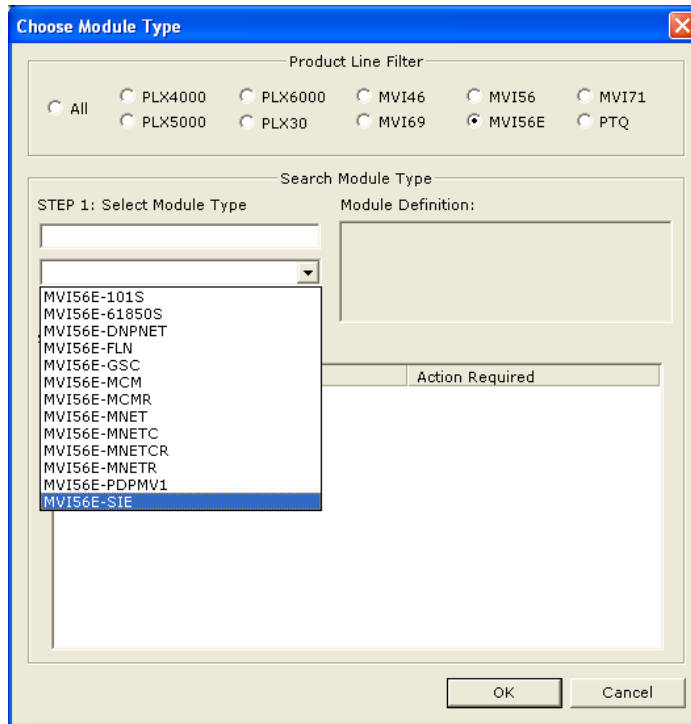 Choose Module Type
Product Line Filter
All PLX4000 PLX6000 MVI46 MVI56 MVI71
PLX5000 PLX30 MVI69 MVI56E PTQ
Search Module Type
STEP 1: Select Module Type Module Definition:
MVI56E-101S
MVI56E-61850S
MVI56E-DNPNET
MVI56E-FLN
MVI56E-GSC
MVI56E-MCM
MVI56E-MCMR
MVI56E-MNET
MVI56E-MNETC
MVI56E-MNETCR
MVI56E-MNETR
MVI56E-PDPMV1
MVI56E-SIE
Action Required
OK Cancel